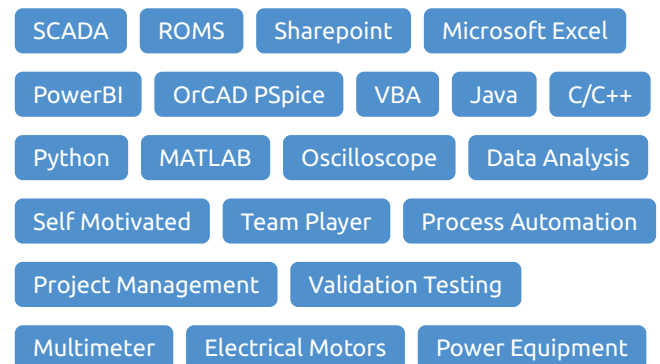 SCADA ROMS Sharepoint Microsoft Excel
PowerBI OrCAD PSpice VBA Java C/C++
Python MATLAB Oscilloscope Data Analysis
Self Motivated Team Player Process Automation
Project Management Validation Testing
Multimeter Electrical Motors Power Equipment